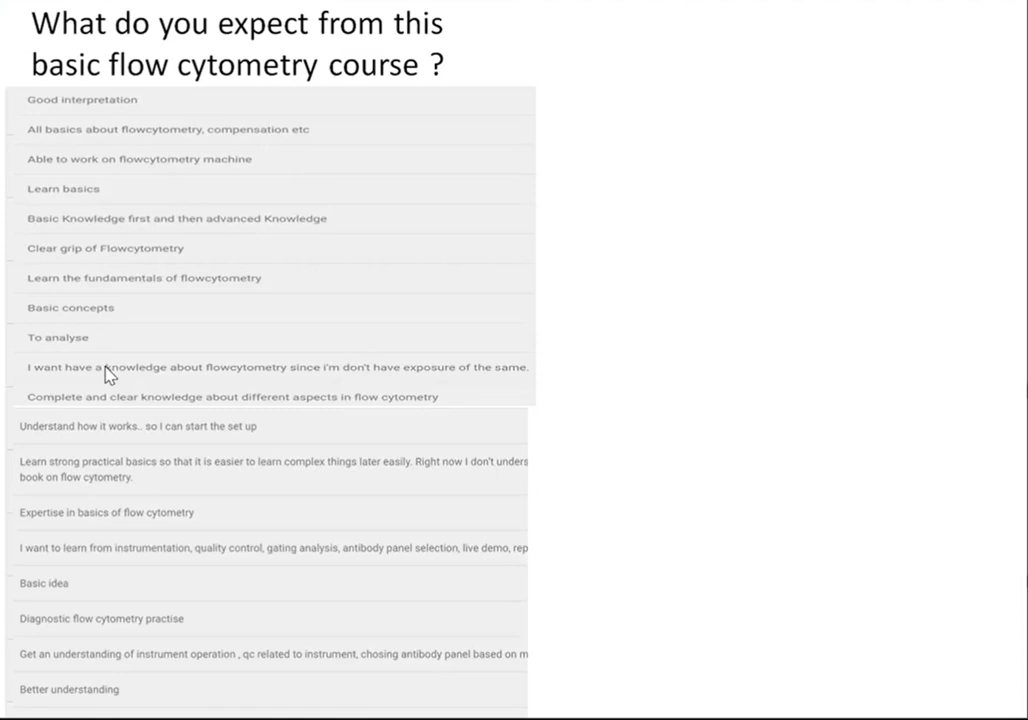 What do you expect from this
basic flow cytometry course ?
Good interpretation
All basics about flowcytometry, compensation etc
Able to work on flowcytometry machine
Learn basics
Basic Knowledge first and then advanced Knowledge
Clear grip of Flowcytometry
Learn the fundamentals of flowcytometry
Basic concepts
To analyse
I want have a knowledge about flowcytometry since i'm don't have exposure of the same.
Complete and clear knowledge about different aspects in flow cytometry
Understand how it works.. so I can start the set up
Learn strong practical basics so that it is easier to learn complex things later easily. Right now I don't unders
book on flow cytometry.
Expertise in basics of flow cytometry
I want to learn from instrumentation, quality control, gating analysis, antibody panel selection, live demo, rep
Basic idea
Diagnostic flow cytometry practise
Get an understanding of instrument operation , qc related to instrument, chosing antibody panel based on m
Better understanding